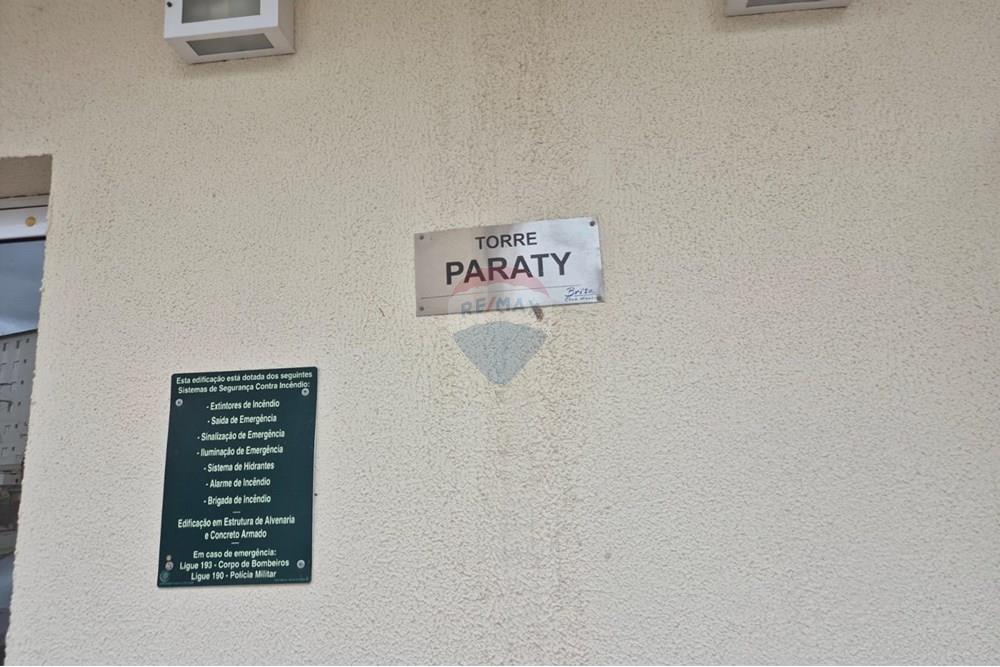 TORRE
PARATY
Brisa
RE/MAX
Esta edificação está dotada dos seguintes
Sistemas de Segurança Contra Incêndio:
- Extintores de Incêndio
- Saída de Emergência
- Sinalização de Emergência
- Iluminação de Emergência
- Sistema de Hidrantes
- Alarme de Incêndio
- Brigada de Incêndio
Edificação em Estrutura de Alvenaria
e Concreto Armado
Em caso de emergência:
Ligue 193 - Corpo de Bombeiros
Ligue 190 - Polícia Militar